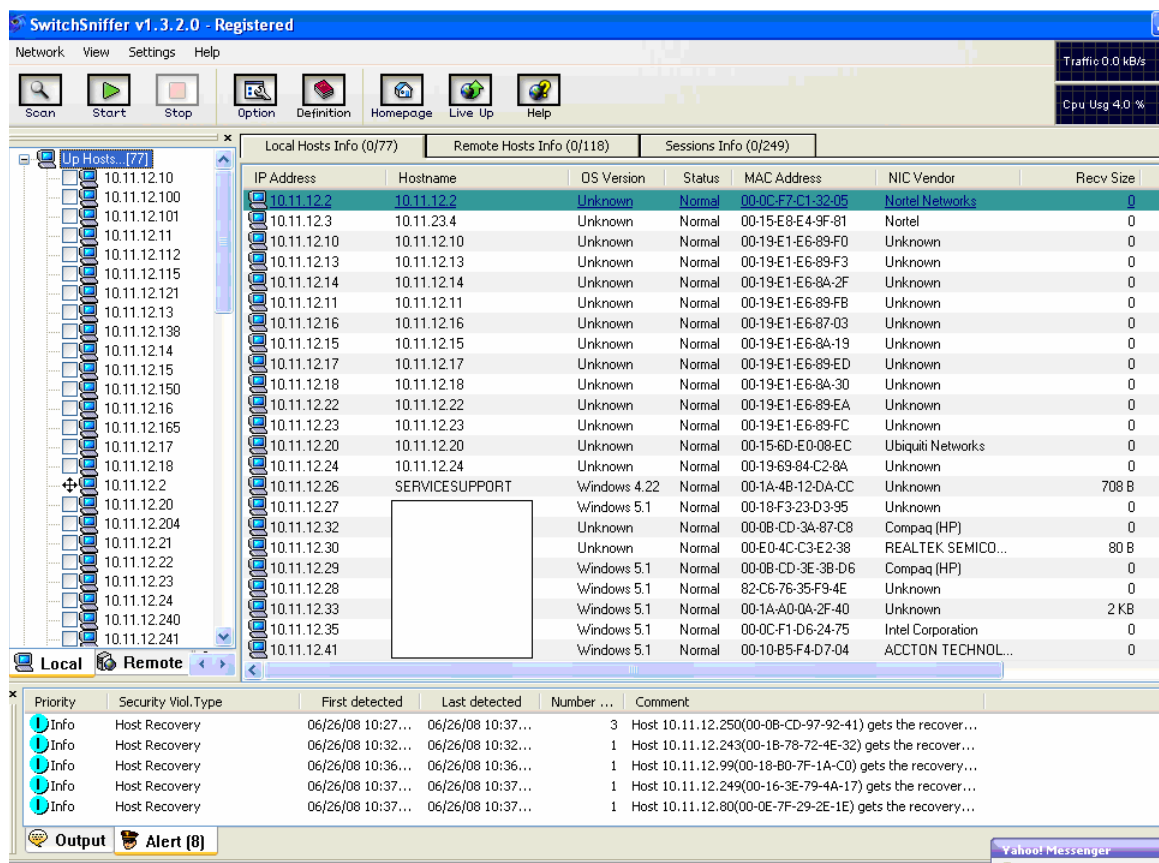 SwitchSniffer v1.3.2.0 - Registered
Network View Settings Help
Traffic 0.0 kB/s
Cpu Usg 4.0 %
Scan Start Stop Option Definition Homepage Live Up Help
Up Hosts...[77]
10.11.12.10
10.11.12.100
10.11.12.101
10.11.12.11
10.11.12.112
10.11.12.115
10.11.12.121
10.11.12.13
10.11.12.138
10.11.12.14
10.11.12.15
10.11.12.150
10.11.12.16
10.11.12.165
10.11.12.17
10.11.12.18
10.11.12.2
10.11.12.20
10.11.12.204
10.11.12.21
10.11.12.22
10.11.12.23
10.11.12.24
10.11.12.240
10.11.12.241
Local Remote
Local Hosts Info (0/77) Remote Hosts Info (0/118) Sessions Info (0/249)
IP Address Hostname OS Version Status MAC Address NIC Vendor Recv Size
10.11.12.2 10.11.12.2 Unknown Normal 00-0C-F7-C1-32-05 Nortel Networks 0
10.11.12.3 10.11.23.4 Unknown Normal 00-15-E8-E4-9F-81 Nortel 0
10.11.12.10 10.11.12.10 Unknown Normal 00-19-E1-E6-89-F0 Unknown 0
10.11.12.13 10.11.12.13 Unknown Normal 00-19-E1-E6-89-F3 Unknown 0
10.11.12.14 10.11.12.14 Unknown Normal 00-19-E1-E6-8A-2F Unknown 0
10.11.12.11 10.11.12.11 Unknown Normal 00-19-E1-E6-89-FB Unknown 0
10.11.12.16 10.11.12.16 Unknown Normal 00-19-E1-E6-87-03 Unknown 0
10.11.12.15 10.11.12.15 Unknown Normal 00-19-E1-E6-8A-19 Unknown 0
10.11.12.17 10.11.12.17 Unknown Normal 00-19-E1-E6-89-ED Unknown 0
10.11.12.18 10.11.12.18 Unknown Normal 00-19-E1-E6-8A-30 Unknown 0
10.11.12.22 10.11.12.22 Unknown Normal 00-19-E1-E6-89-EA Unknown 0
10.11.12.23 10.11.12.23 Unknown Normal 00-19-E1-E6-89-FC Unknown 0
10.11.12.20 10.11.12.20 Unknown Normal 00-15-6D-E0-08-EC Ubiquiti Networks 0
10.11.12.24 10.11.12.24 Unknown Normal 00-19-69-84-C2-8A Unknown 0
10.11.12.26 SERVICESUPPORT Windows 4.22 Normal 00-1A-4B-12-DA-CC Unknown 708 B
10.11.12.27 Windows 5.1 Normal 00-18-F3-23-D3-95 Unknown 0
10.11.12.32 Unknown Normal 00-0B-CD-3A-87-C8 Compaq (HP) 0
10.11.12.30 Unknown Normal 00-E0-4C-C3-E2-38 REALTEK SEMICO... 80 B
10.11.12.29 Windows 5.1 Normal 00-0B-CD-3E-3B-D6 Compaq (HP) 0
10.11.12.28 Windows 5.1 Normal 82-C6-76-35-F9-4E Unknown 0
10.11.12.33 Windows 5.1 Normal 00-1A-A0-0A-2F-40 Unknown 2 KB
10.11.12.35 Windows 5.1 Normal 00-0C-F1-D6-24-75 Intel Corporation 0
10.11.12.41 Windows 5.1 Normal 00-10-B5-F4-D7-04 ACCTON TECHNOL... 0
Priority Security Viol.Type First detected Last detected Number ... Comment
Info Host Recovery 06/26/08 10:27... 06/26/08 10:37... 3 Host 10.11.12.250(00-0B-CD-97-92-41) gets the recover...
Info Host Recovery 06/26/08 10:32... 06/26/08 10:32... 1 Host 10.11.12.243(00-1B-78-72-4E-32) gets the recover...
Info Host Recovery 06/26/08 10:36... 06/26/08 10:36... 1 Host 10.11.12.99(00-18-B0-7F-1A-C0) gets the recovery...
Info Host Recovery 06/26/08 10:37... 06/26/08 10:37... 1 Host 10.11.12.249(00-16-3E-79-4A-17) gets the recover...
Info Host Recovery 06/26/08 10:37... 06/26/08 10:37... 1 Host 10.11.12.80(00-0E-7F-29-2E-1E) gets the recovery...
Output Alert (8)
Yahoo! Messenger